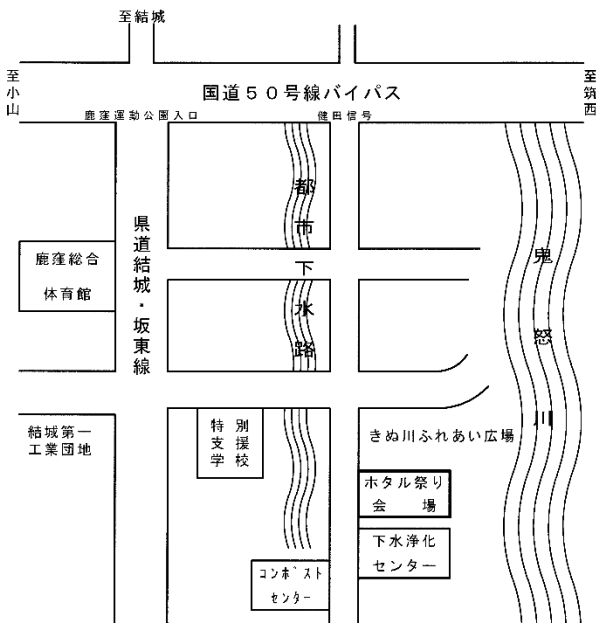 至結城
至小山
国道50号線バイパス
至筑西
鹿窪運動公園入口
健田信号
都市下水路
県道結城・坂東線
鬼怒川
鹿窪総合
体育館
結城第一
工業団地
特別
支援
学校
きぬ川ふれあい広場
ホタル祭り
会場
下水浄化
センター
コンポスト
センター